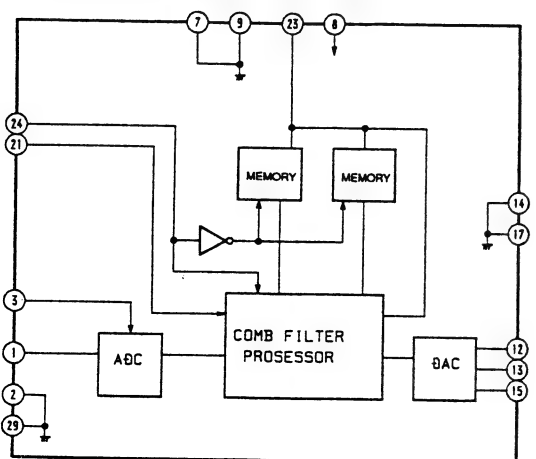 7 9 23 8
24
21
MEMORY MEMORY
14
17
3
COMB FILTER
PROSESSOR
1 ADC DAC 12
13
2 15
29